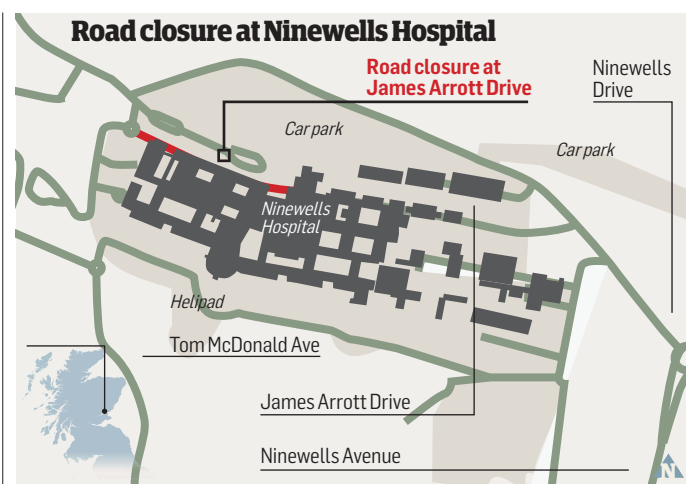 Road closure at Ninewells Hospital
Road closure at
James Arrott Drive
Ninewells
Drive
Car park
Car park
Ninewells
Hospital
Helipad
Tom McDonald Ave
James Arrott Drive
Ninewells Avenue
N